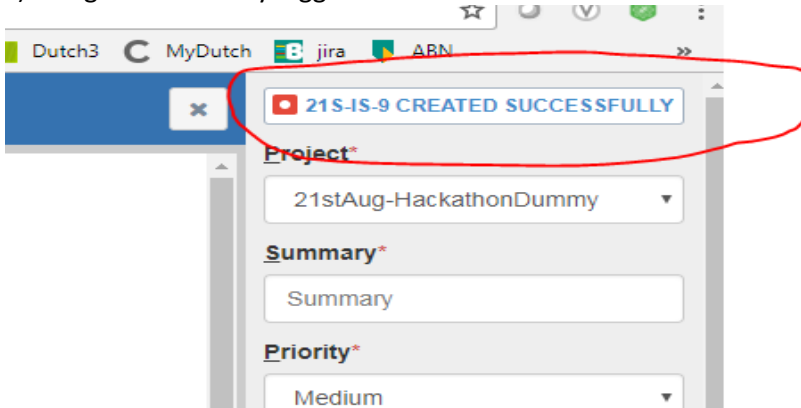 Dutch3 MyDutch jira ABN »
21S-IS-9 CREATED SUCCESSFULLY
Project*
21stAug-HackathonDummy
Summary*
Summary
Priority*
Medium